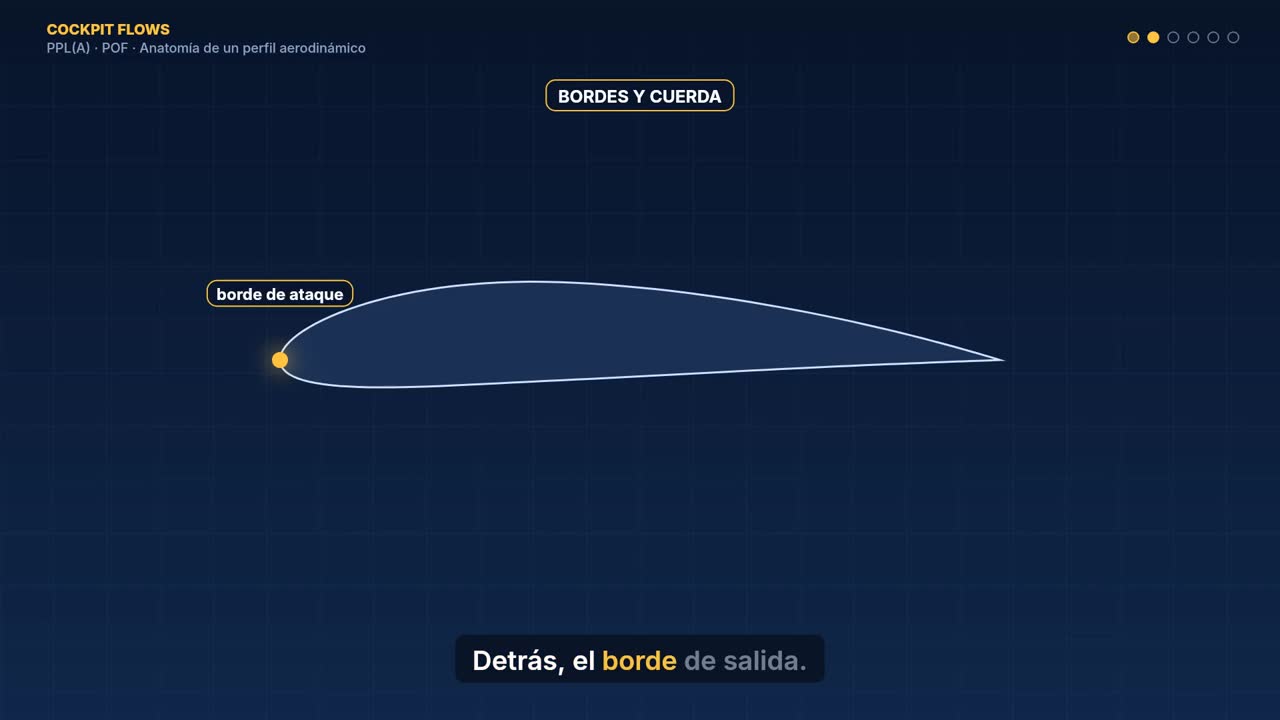 COCKPIT FLOWS
PPL(A) · POF · Anatomía de un perfil aerodinámico
BORDES Y CUERDA
borde de ataque
Detrás, el borde de salida.